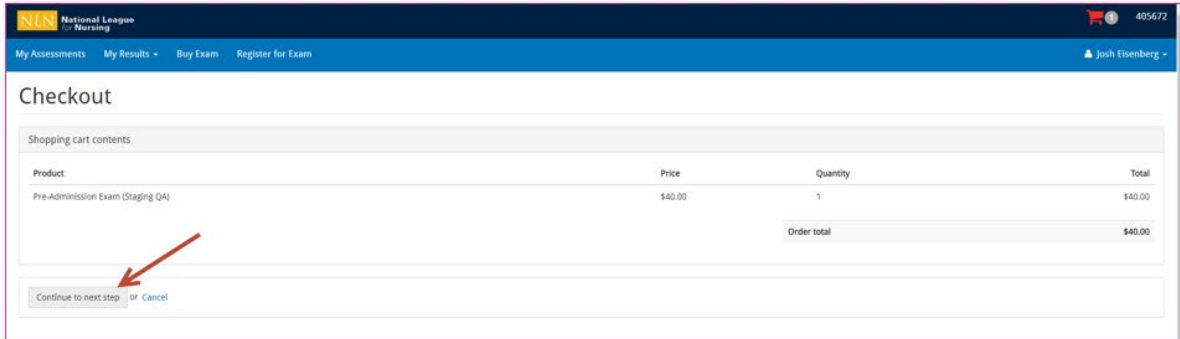 NLN National League
for Nursing
1 405672
My Assessments My Results Buy Exam Register for Exam Josh Eisenberg
Checkout
Shopping cart contents
Product Price Quantity Total
Pre-Adminission Exam (Staging QA) $40.00 1 $40.00
Order total $40.00
Continue to next step or Cancel